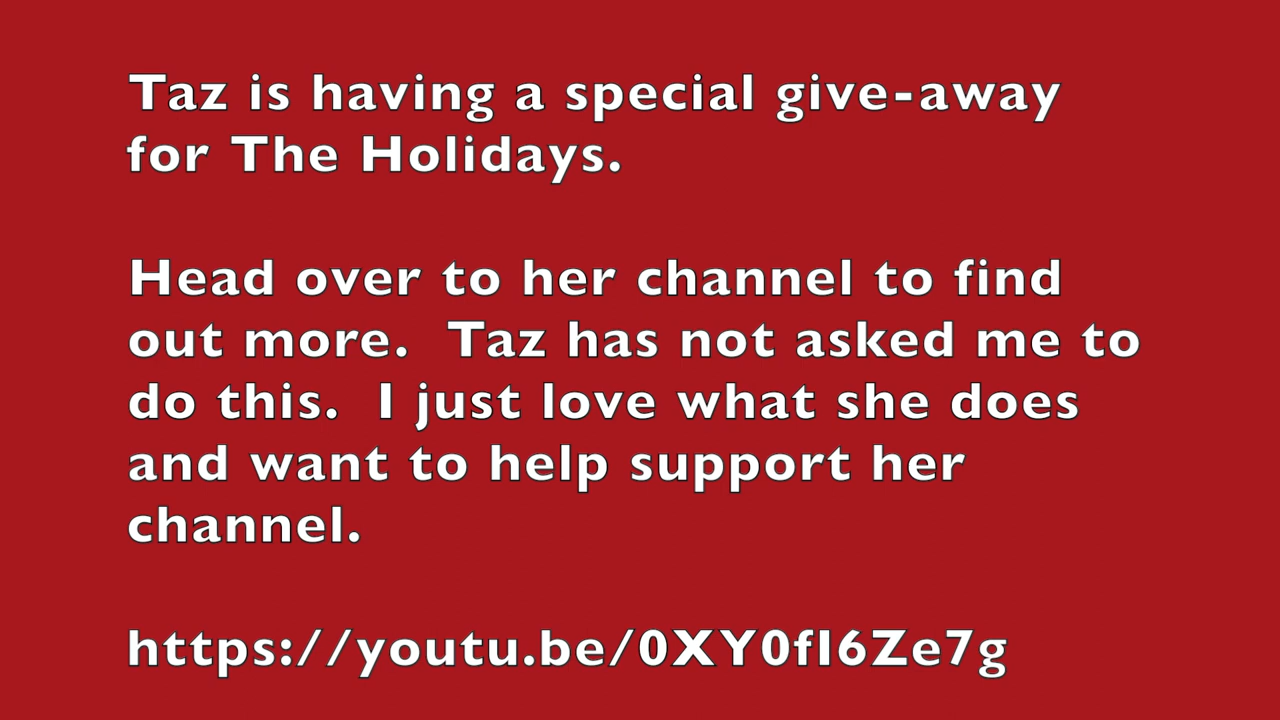 Taz is having a special give-away
for The Holidays.
Head over to her channel to find
out more.  Taz has not asked me to
do this.  I just love what she does
and want to help support her
channel.
https://youtu.be/0XY0fI6Ze7g